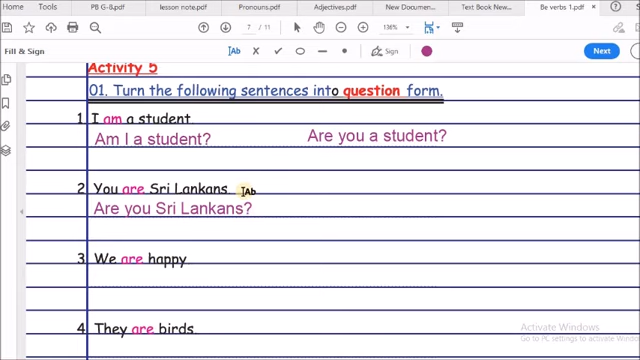 PB G-8.pdf
lesson note.pdf
Pronouns.pdf
Adjectives.pdf
New Document
Text Book New...
Be verbs 1.pdf
7 / 11
136%
Fill & Sign
Ab
Sign
Next
Activity 5
01. Turn the following sentences into question form.
1. I am a student.
Am I a student? Are you a student?
2. You are Sri Lankans.
Are you Sri Lankans?
3. We are happy
4. They are birds.
Activate Windows
Go to PC settings to activate Windows